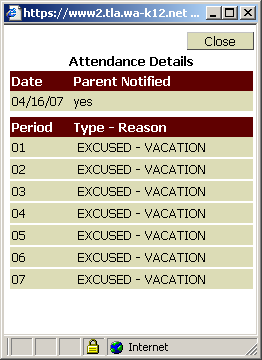 https://www2.tla.wa-k12.net ...
Close
Attendance Details
Date Parent Notified
04/16/07 yes
Period Type - Reason
01 EXCUSED - VACATION
02 EXCUSED - VACATION
03 EXCUSED - VACATION
04 EXCUSED - VACATION
05 EXCUSED - VACATION
06 EXCUSED - VACATION
07 EXCUSED - VACATION
Internet